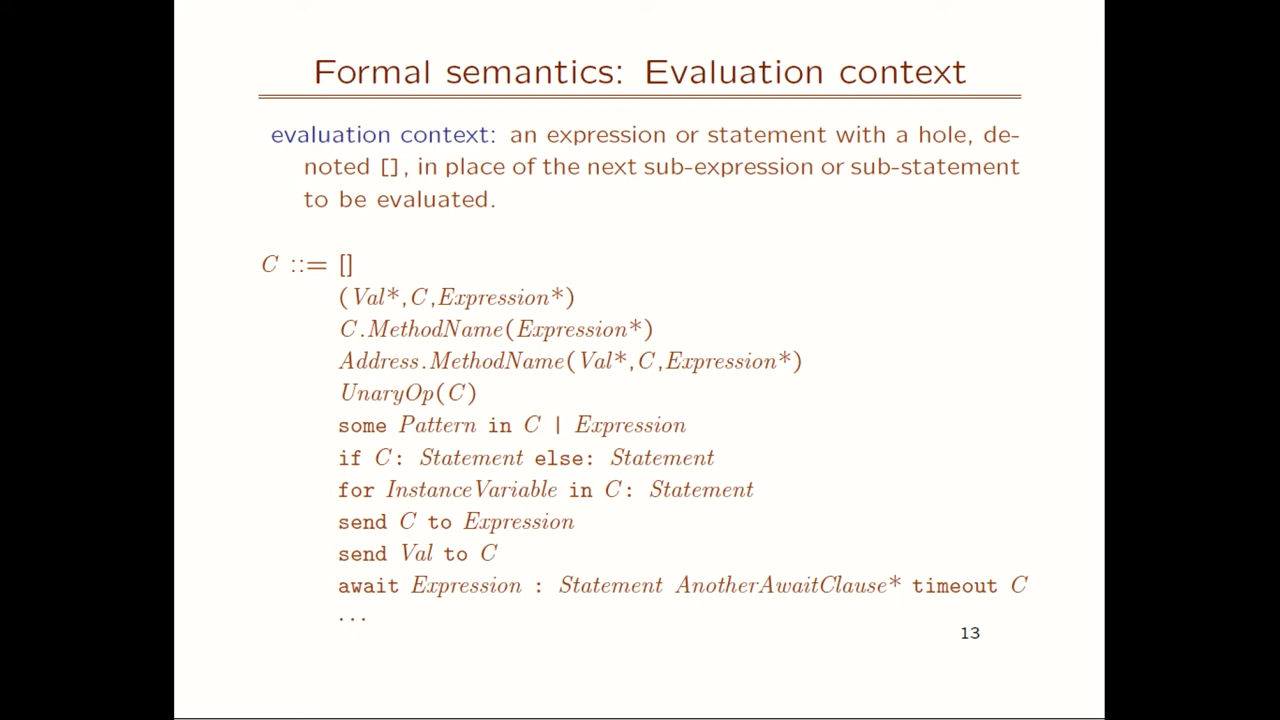 Formal semantics: Evaluation context
evaluation context: an expression or statement with a hole, de-
noted [], in place of the next sub-expression or sub-statement
to be evaluated.
C ::= []
(Val*,C,Expression*)
C.MethodName(Expression*)
Address.MethodName(Val*,C,Expression*)
UnaryOp(C)
some Pattern in C | Expression
if C: Statement else: Statement
for InstanceVariable in C: Statement
send C to Expression
send Val to C
await Expression : Statement AnotherAwaitClause* timeout C
...
13